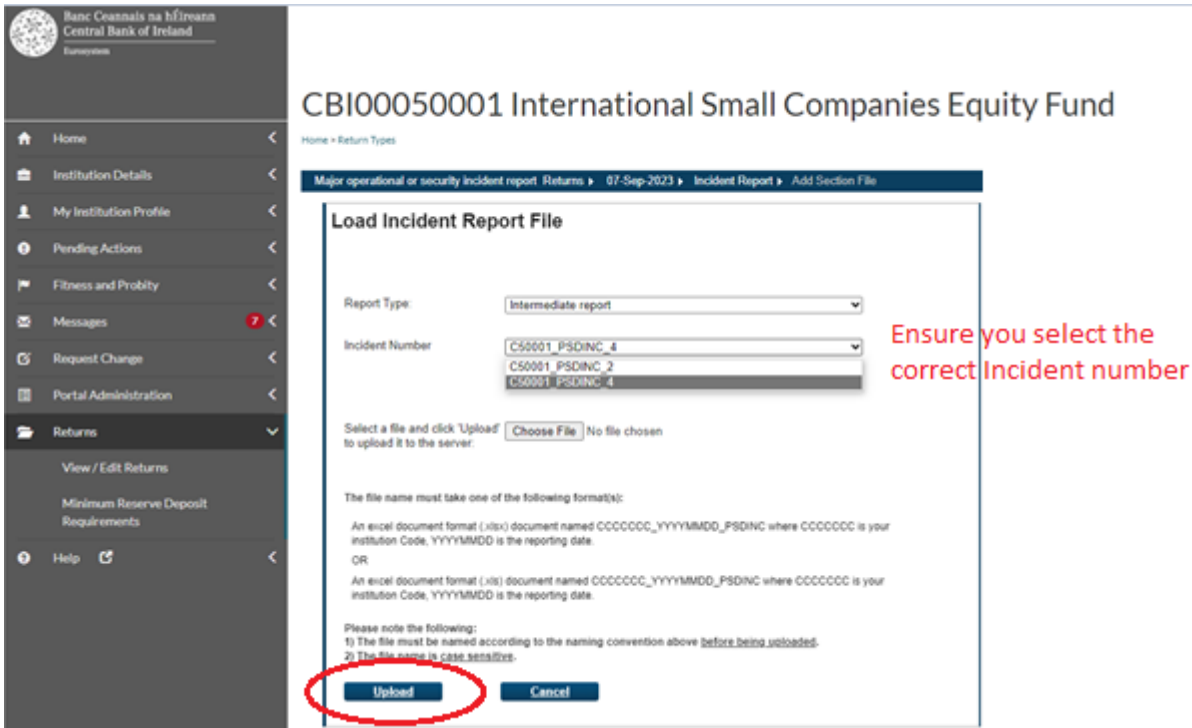 Banc Ceannais na hÉireann
Central Bank of Ireland
Eurosystem
CBI00050001 International Small Companies Equity Fund
Home > Return Types
Home
Institution Details
My Institution Profile
Pending Actions
Fitness and Probity
Messages 7
Request Change
Portal Administration
Returns
View / Edit Returns
Minimum Reserve Deposit
Requirements
Help
Major operational or security incident report Returns 07-Sep-2023 Incident Report Add Section File
Load Incident Report File
Report Type: Intermediate report
Incident Number C50001_PSDINC_4
C50001_PSDINC_2
C50001_PSDINC_4
Ensure you select the
correct Incident number
Select a file and click 'Upload' Choose File No file chosen
to upload it to the server:
The file name must take one of the following format(s):
An excel document format (.xlsx) document named CCCCCCC_YYYYMMDD_PSDINC where CCCCCCC is your
institution Code, YYYYMMDD is the reporting date.
OR
An excel document format (.xls) document named CCCCCCC_YYYYMMDD_PSDINC where CCCCCCC is your
institution Code, YYYYMMDD is the reporting date.
Please note the following:
1) The file must be named according to the naming convention above before being uploaded.
2) The file name is case sensitive.
Upload Cancel